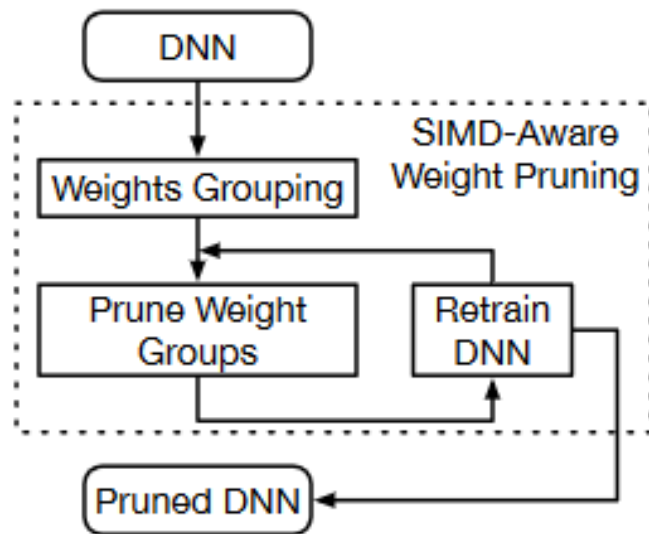 DNN
SIMD-Aware
Weight Pruning
Weights Grouping
Prune Weight
Groups
Retrain
DNN
Pruned DNN